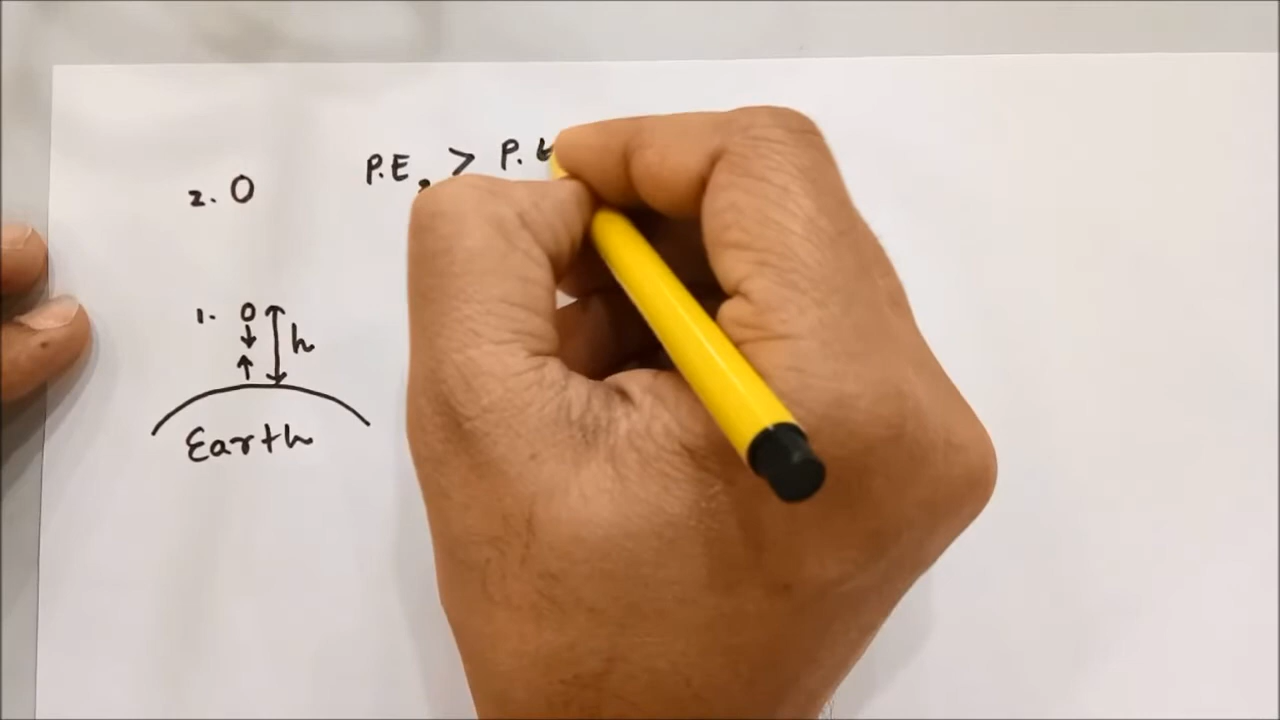 P.E > P.
2. O
1. O
h
Earth